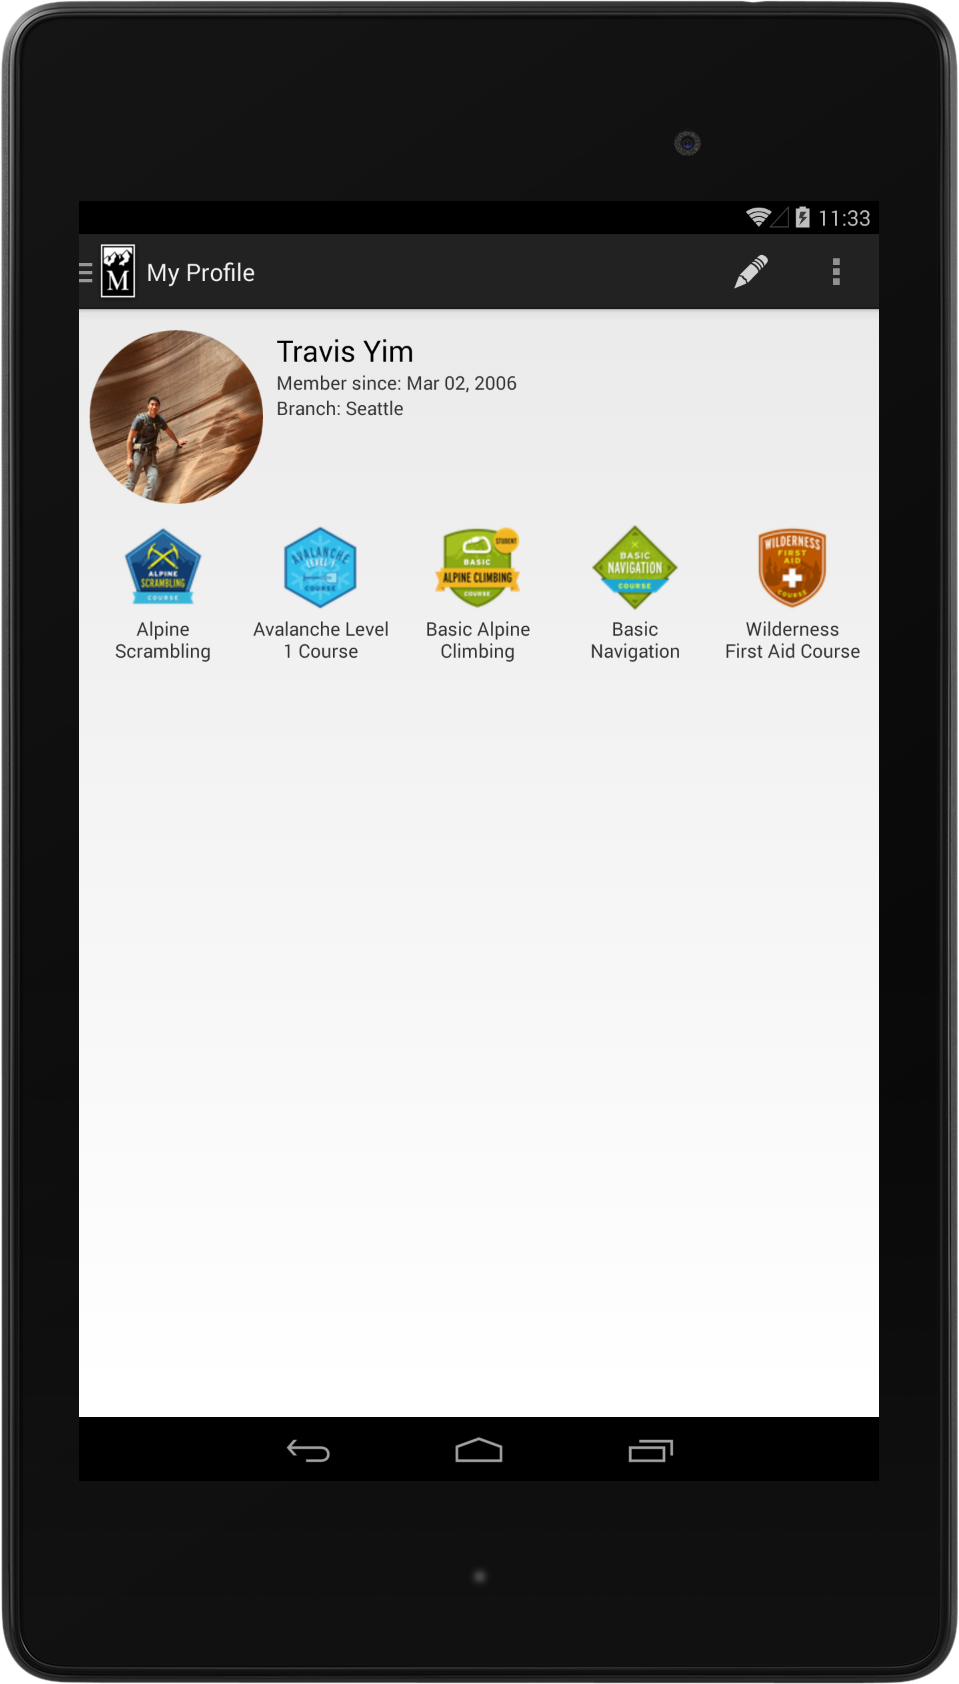 11:33
M
My Profile
Travis Yim
Member since: Mar 02, 2006
Branch: Seattle
ALPINE
SCRAMBLING
COURSE
AVALANCHE
LEVEL 1
COURSE
STUDENT
BASIC
ALPINE CLIMBING
COURSE
BASIC
NAVIGATION
COURSE
WILDERNESS
FIRST
AID
COURSE
Alpine
Scrambling
Avalanche Level
1 Course
Basic Alpine
Climbing
Basic
Navigation
Wilderness
First Aid Course